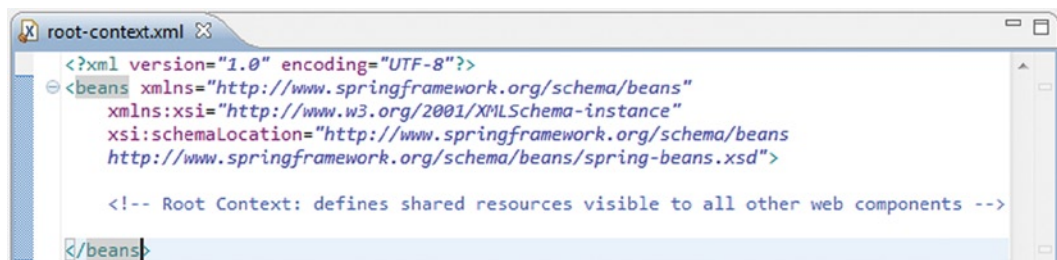 root-context.xml
<?xml version="1.0" encoding="UTF-8"?>
<beans xmlns="http://www.springframework.org/schema/beans"
xmlns:xsi="http://www.w3.org/2001/XMLSchema-instance"
xsi:schemaLocation="http://www.springframework.org/schema/beans
http://www.springframework.org/schema/beans/spring-beans.xsd">
<!-- Root Context: defines shared resources visible to all other web components -->
</beans>